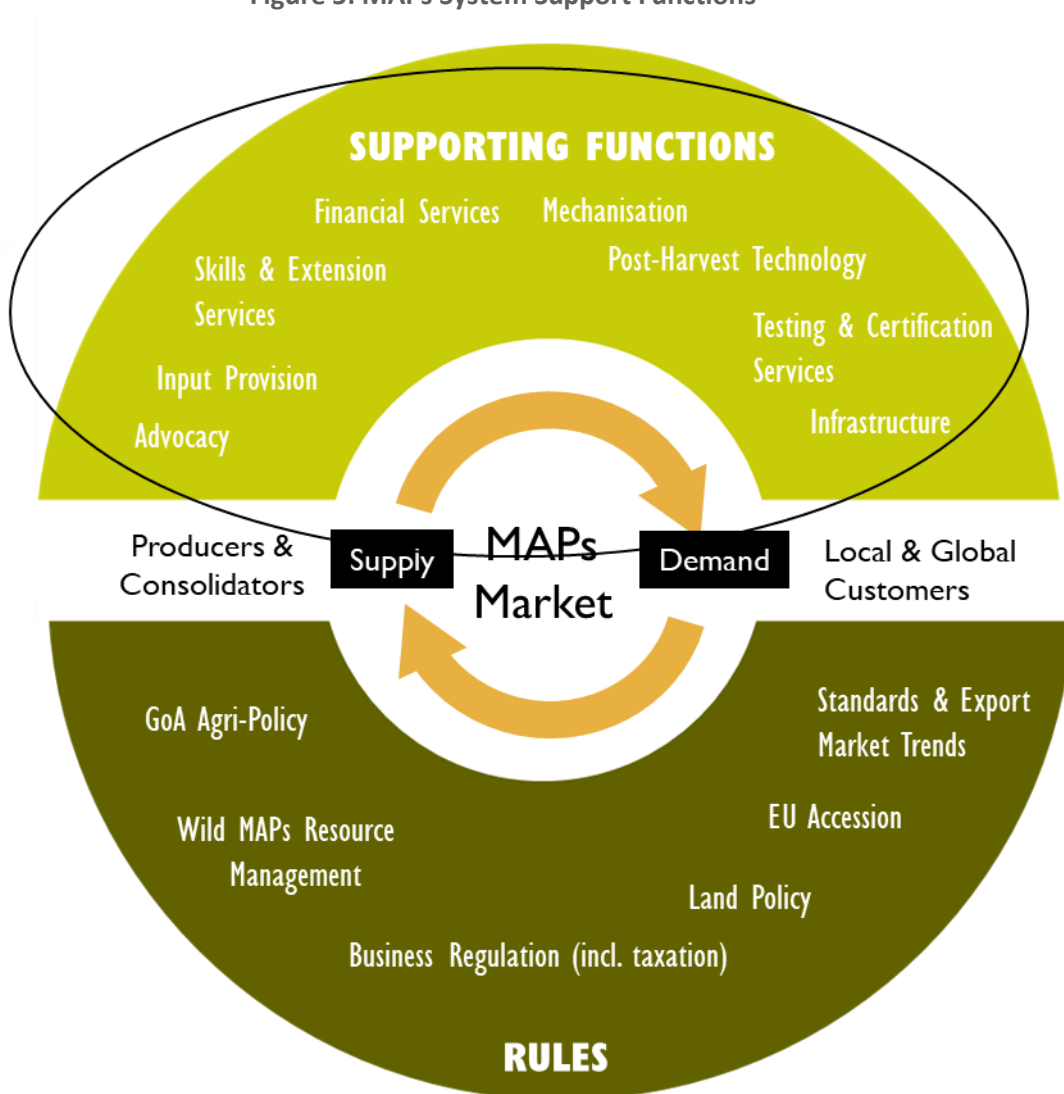 SUPPORTING FUNCTIONS
Financial Services
Mechanisation
Skills & Extension
Services
Post-Harvest Technology
Testing & Certification
Services
Input Provision
Infrastructure
Advocacy
Producers &
Consolidators
Supply
MAPs
Market
Demand
Local & Global
Customers
GoA Agri-Policy
Standards & Export
Market Trends
Wild MAPs Resource
Management
EU Accession
Land Policy
Business Regulation (incl. taxation)
RULES